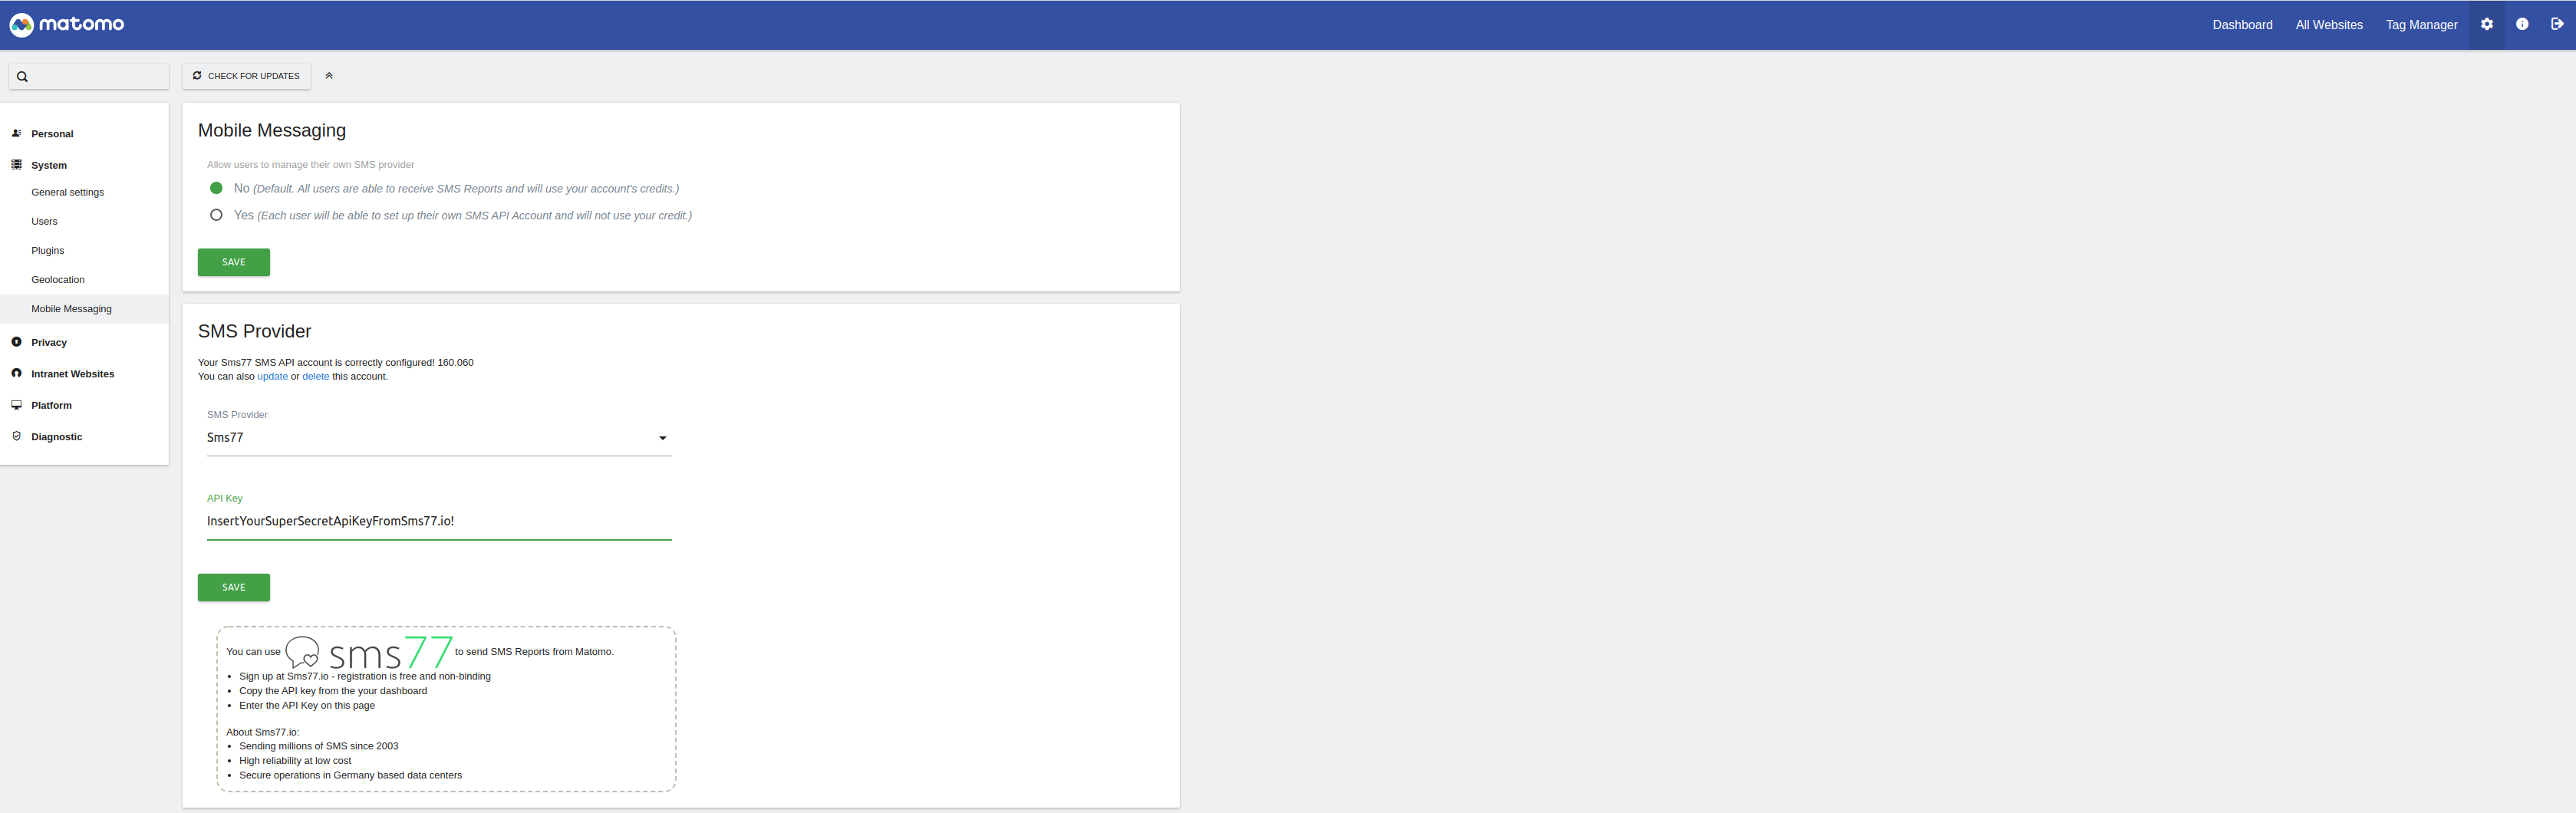 matomo
Dashboard
All Websites
Tag Manager
CHECK FOR UPDATES
Personal
System
General settings
Users
Plugins
Geolocation
Mobile Messaging
Privacy
Intranet Websites
Platform
Diagnostic
Mobile Messaging
Allow users to manage their own SMS provider
No (Default. All users are able to receive SMS Reports and will use your account's credits.)
Yes (Each user will be able to set up their own SMS API Account and will not use your credit.)
SAVE
SMS Provider
Your Sms77 SMS API account is correctly configured! 160.060
You can also update or delete this account.
SMS Provider
Sms77
API Key
InsertYourSuperSecretApiKeyFromSms77.io!
SAVE
You can use sms77 to send SMS Reports from Matomo.
• Sign up at Sms77.io - registration is free and non-binding
• Copy the API key from the your dashboard
• Enter the API Key on this page
About Sms77.io:
• Sending millions of SMS since 2003
• High reliability at low cost
• Secure operations in Germany based data centers